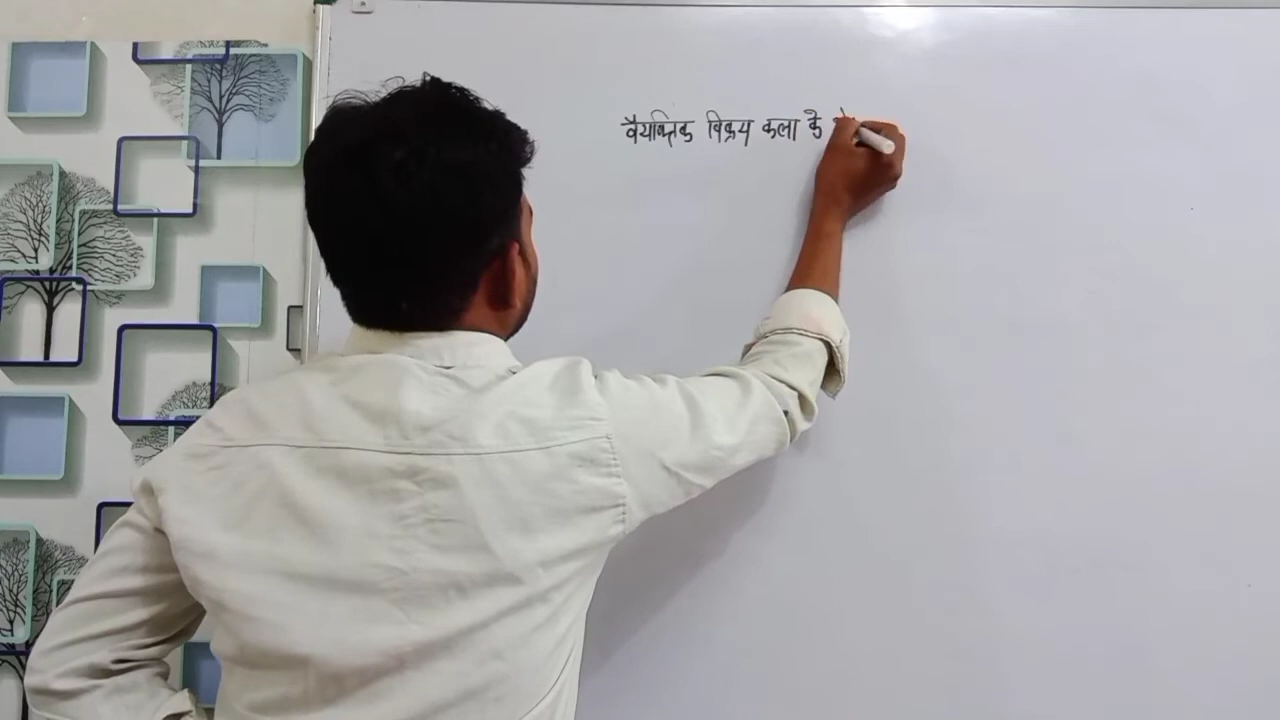 वैयक्तिक विक्रय कला के